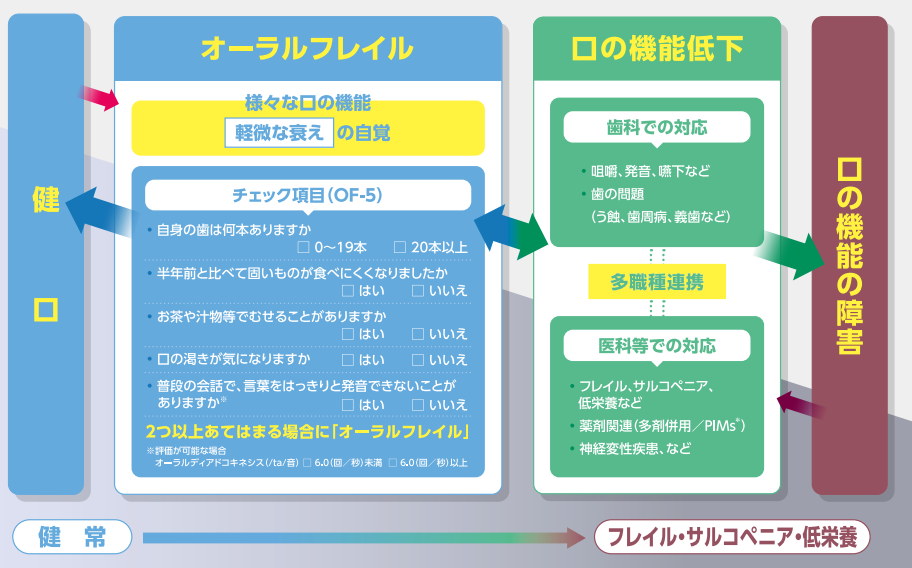 健口
オーラルフレイル
様々な口の機能
軽微な衰え の自覚
チェック項目(OF-5)
・自身の歯は何本ありますか
□ 0〜19本 □ 20本以上
・半年前と比べて固いものが食べにくくなりましたか
□ はい □ いいえ
・お茶や汁物等でむせることがありますか
□ はい □ いいえ
・口の渇きが気になりますか □ はい □ いいえ
・普段の会話で、言葉をはっきりと発音できないことが
ありますか※ □ はい □ いいえ
2つ以上あてはまる場合に「オーラルフレイル」
※評価が可能な場合
オーラルディアドコキネシス(/ta/音) □ 6.0(回/秒)未満 □ 6.0(回/秒)以上
口の機能低下
歯科での対応
・咀嚼、発音、嚥下など
・歯の問題
(う蝕、歯周病、義歯など)
多職種連携
医科等での対応
・フレイル、サルコペニア、
低栄養など
・薬剤関連(多剤併用/PIMs*)
・神経変性疾患、など
口の機能の障害
健常
フレイル・サルコペニア・低栄養